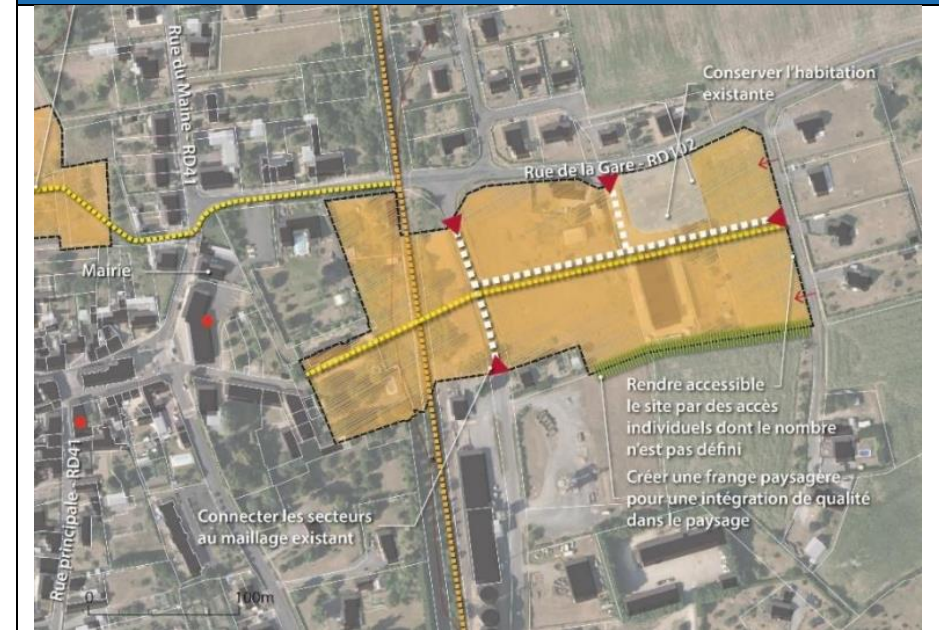 Rue du Maine - RD41
Conserver l'habitation
existante
Rue de la Gare - RD102
Mairie
Rendre accessible
le site par des accès
individuels dont le nombre
n'est pas défini
Créer une frange paysagère
pour une intégration de qualité
dans le paysage
Connecter les secteurs
au maillage existant
Rue principale - RD41
0 100m